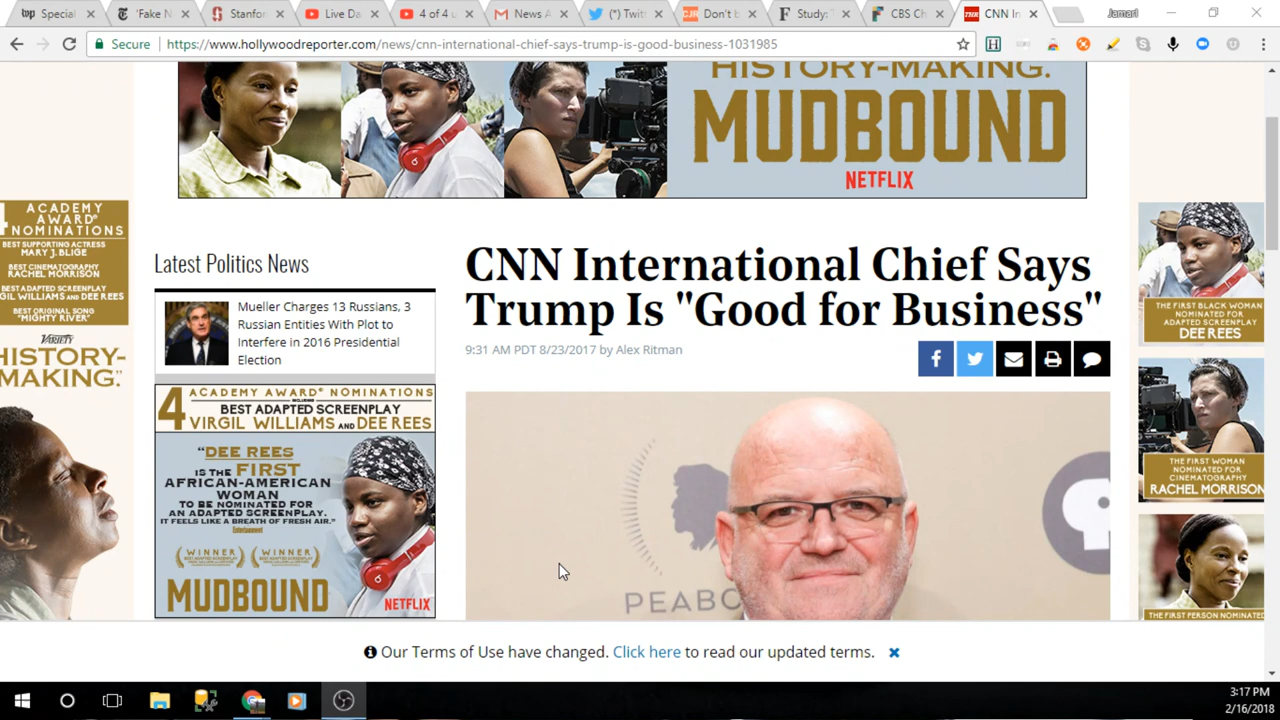 Special
'Fake N
Stanfor
Live Da
4 of 4 u
News A
(*) Twit
CJR Don't b
Study: T
CBS Ch
THR CNN In
Jamarl
Secure
https://www.hollywoodreporter.com/news/cnn-international-chief-says-trump-is-good-business-1031985
HISTORY-MAKING.
MUDBOUND
NETFLIX
4 ACADEMY
AWARD®
NOMINATIONS
BEST SUPPORTING ACTRESS
MARY J. BLIGE
BEST CINEMATOGRAPHY
RACHEL MORRISON
BEST ADAPTED SCREENPLAY
GIL WILLIAMS AND DEE REES
BEST ORIGINAL SONG
"MIGHTY RIVER"
VARIETY
HISTORY-
MAKING."
Latest Politics News
Mueller Charges 13 Russians, 3
Russian Entities With Plot to
Interfere in 2016 Presidential
Election
4 ACADEMY AWARD® NOMINATIONS
INCLUDING
BEST ADAPTED SCREENPLAY
VIRGIL WILLIAMS AND DEE REES
"DEE REES
IS THE FIRST
AFRICAN-AMERICAN
WOMAN
TO BE NOMINATED FOR
AN ADAPTED SCREENPLAY.
IT FEELS LIKE A BREATH OF FRESH AIR."
Entertainment
WINNER
WINNER
MUDBOUND
NETFLIX
CNN International Chief Says
Trump Is "Good for Business"
9:31 AM PDT 8/23/2017 by Alex Ritman
PEABO
THE FIRST BLACK WOMAN
NOMINATED FOR
ADAPTED SCREENPLAY
DEE REES
THE FIRST WOMAN
NOMINATED FOR
CINEMATOGRAPHY
RACHEL MORRISON
THE FIRST PERSON NOMINATED
Our Terms of Use have changed. Click here to read our updated terms.
3:17 PM
2/16/2018